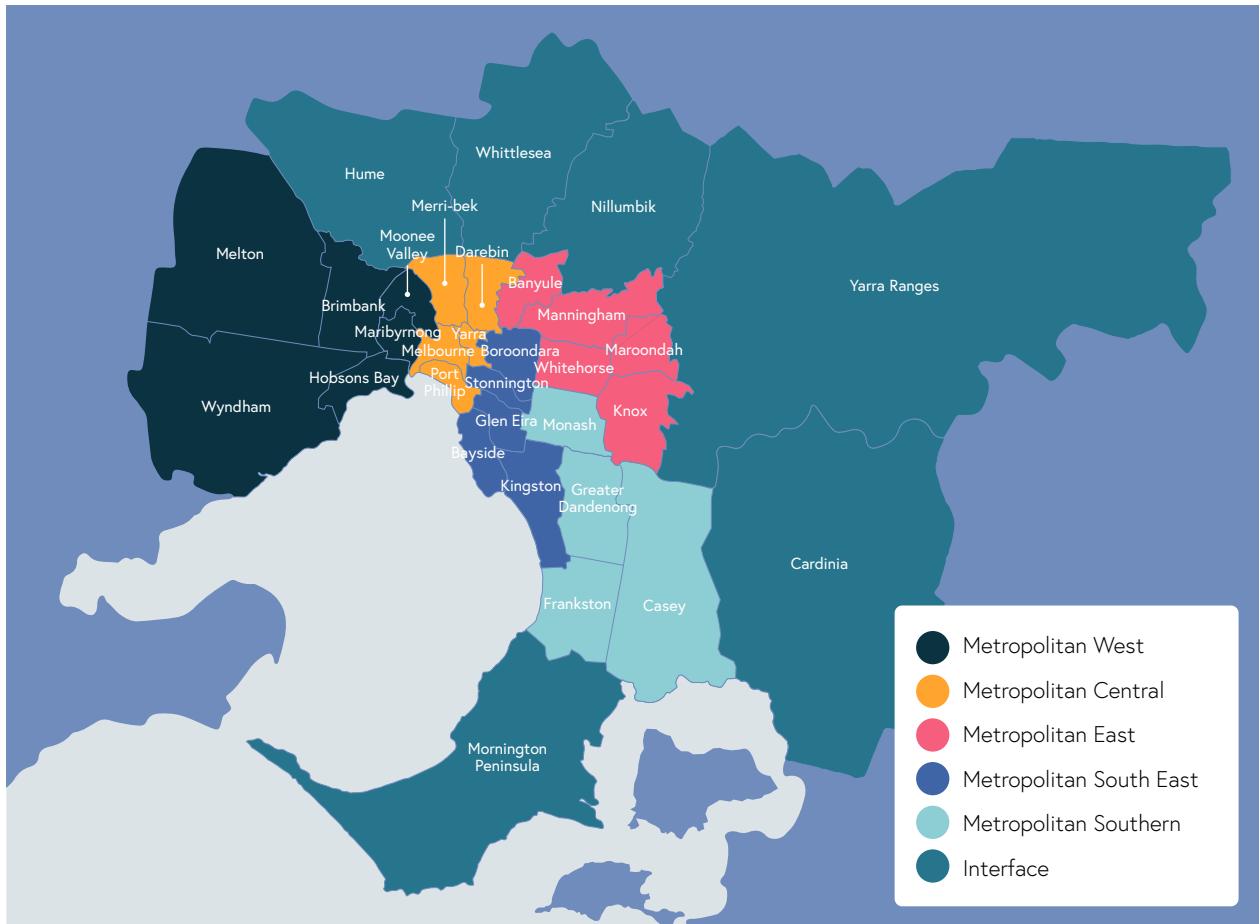 Whittlesea
Hume
Merri-bek
Nillumbik
Moonee
Valley
Darebin
Melton
Banyule
Yarra Ranges
Brimbank
Manningham
Maribyrnong
Yarra
Melbourne
Boroondara
Maroondah
Whitehorse
Port
Phillip
Stonnington
Hobsons Bay
Wyndham
Knox
Glen Eira
Monash
Bayside
Kingston
Greater
Dandenong
Cardinia
Frankston
Casey
Mornington
Peninsula
Metropolitan West
Metropolitan Central
Metropolitan East
Metropolitan South East
Metropolitan Southern
Interface